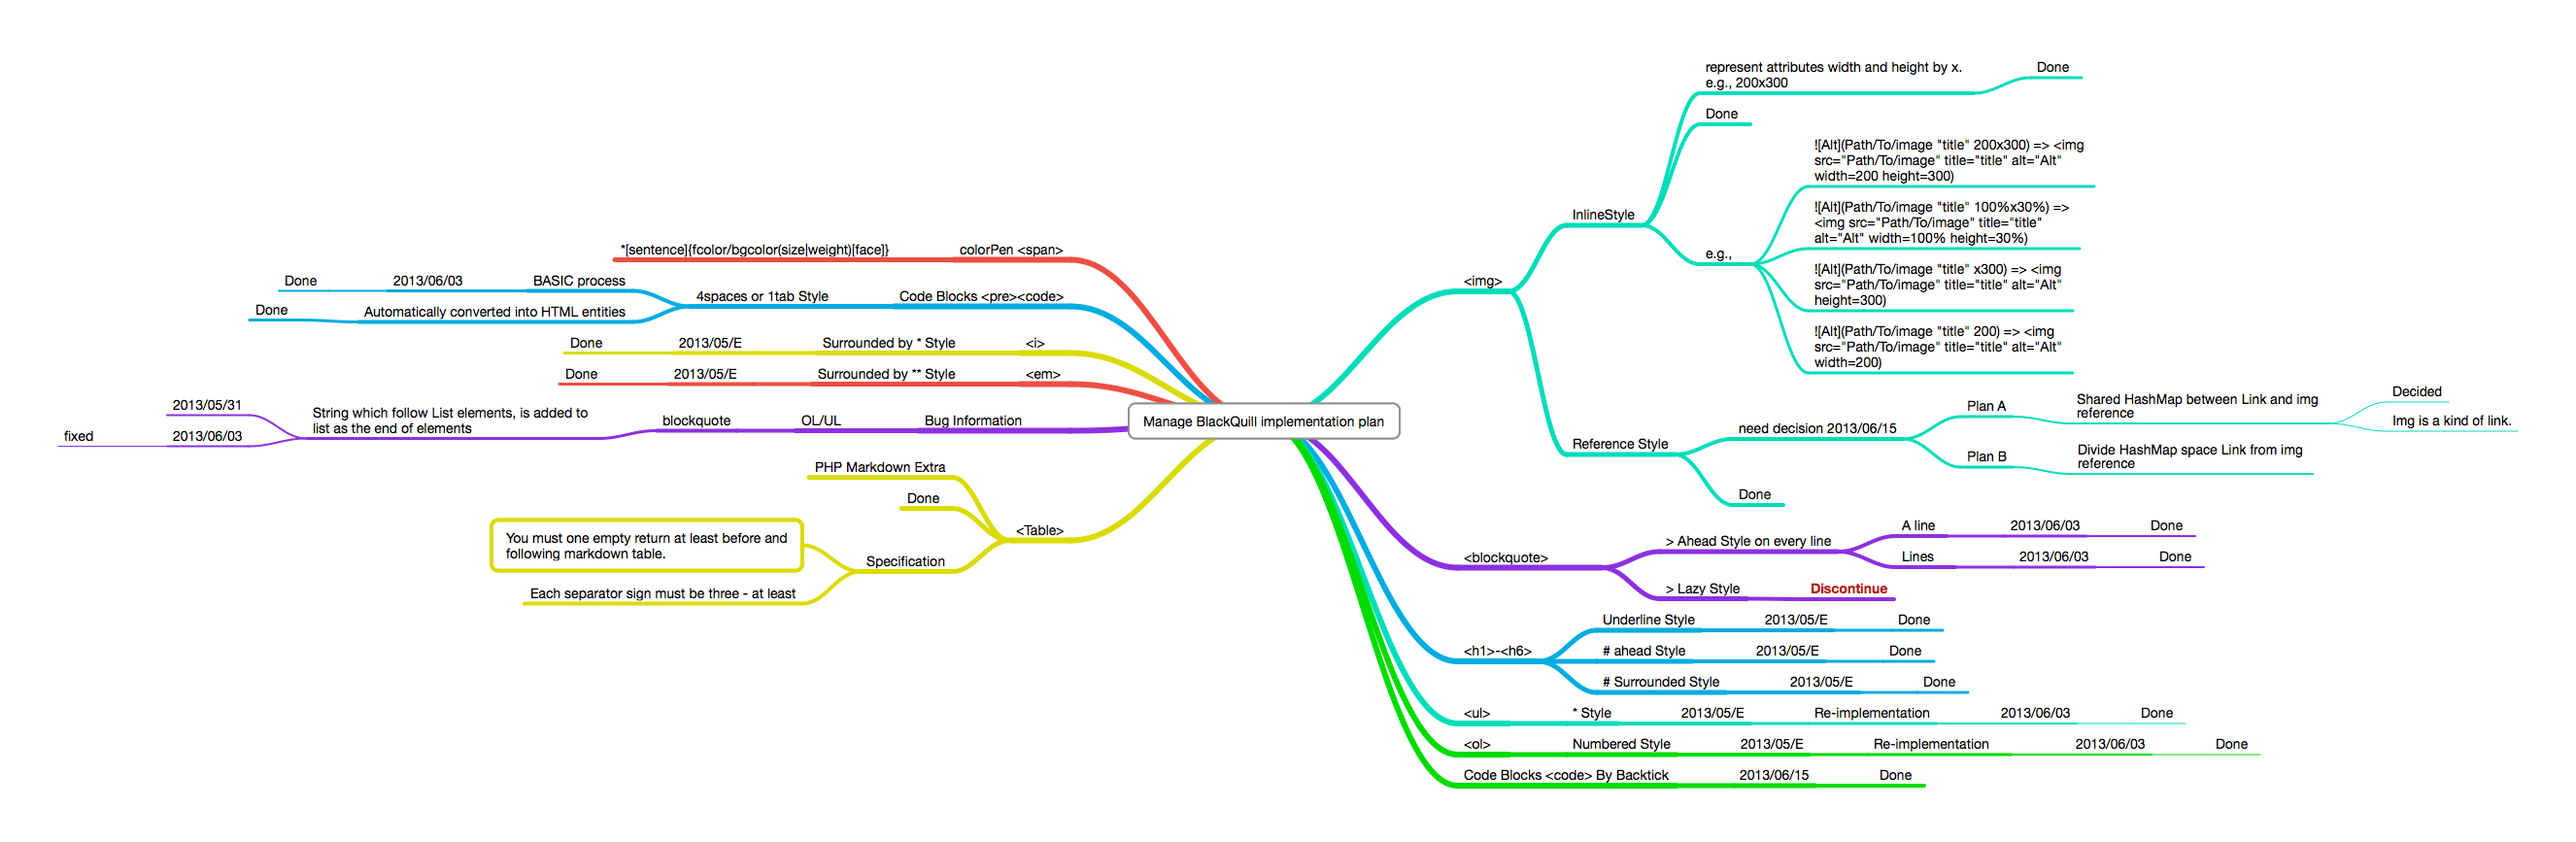 Manage BlackQuill implementation plan
<img>
InlineStyle
represent attributes width and height by x.
e.g., 200x300
Done
Done
e.g.,
![Alt](Path/To/image "title" 200x300) => <img
src="Path/To/image" title="title" alt="Alt"
width=200 height=300)
![Alt](Path/To/image "title" 100%x30%) =>
<img src="Path/To/image" title="title"
alt="Alt" width=100% height=30%)
![Alt](Path/To/image "title" x300) => <img
src="Path/To/image" title="title" alt="Alt"
height=300)
![Alt](Path/To/image "title" 200) => <img
src="Path/To/image" title="title" alt="Alt"
width=200)
Reference Style
need decision 2013/06/15
Plan A
Shared HashMap between Link and img
reference
Decided
Img is a kind of link.
Plan B
Divide HashMap space Link from img
reference
Done
<blockquote>
> Ahead Style on every line
A line 2013/06/03 Done
Lines 2013/06/03 Done
> Lazy Style Discontinue
<h1>-<h6>
Underline Style 2013/05/E Done
# ahead Style 2013/05/E Done
# Surrounded Style 2013/05/E Done
<ul> * Style 2013/05/E Re-implementation 2013/06/03 Done
<ol> Numbered Style 2013/05/E Re-implementation 2013/06/03 Done
Code Blocks <code> By Backtick 2013/06/15 Done
*[sentence]{fcolor/bgcolor(size|weight)[face]} colorPen <span>
Done 2013/06/03 BASIC process
4spaces or 1tab Style Code Blocks <pre><code>
Done Automatically converted into HTML entities
Done 2013/05/E Surrounded by * Style <i>
Done 2013/05/E Surrounded by ** Style <em>
2013/05/31
String which follow List elements, is added to
list as the end of elements
blockquote OL/UL Bug Information
fixed 2013/06/03
PHP Markdown Extra
Done
<Table>
You must one empty return at least before and
following markdown table.
Specification
Each separator sign must be three - at least